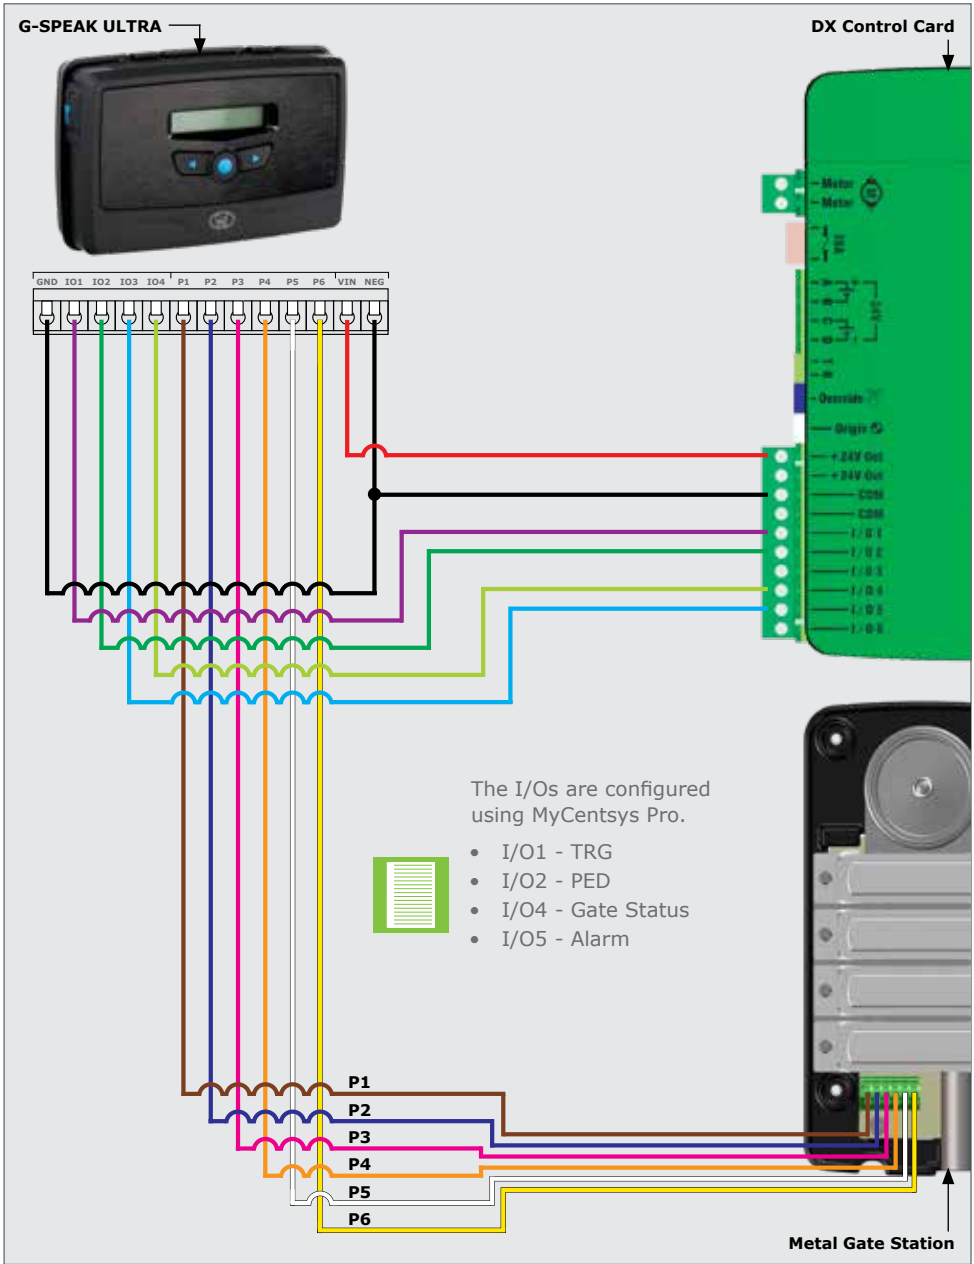 G-SPEAK ULTRA
DX Control Card
GND IO1 IO2 IO3 IO4 P1 P2 P3 P4 P5 P6 VIN NEG
Motor
Motor
24V
Override
Origin
+24V Out
+24V Out
COM
COM
I/O 1
I/O 2
I/O 3
I/O 4
I/O 5
I/O 6
The I/Os are configured
using MyCentsys Pro.
• I/O1 - TRG
• I/O2 - PED
• I/O4 - Gate Status
• I/O5 - Alarm
P1
P2
P3
P4
P5
P6
Metal Gate Station